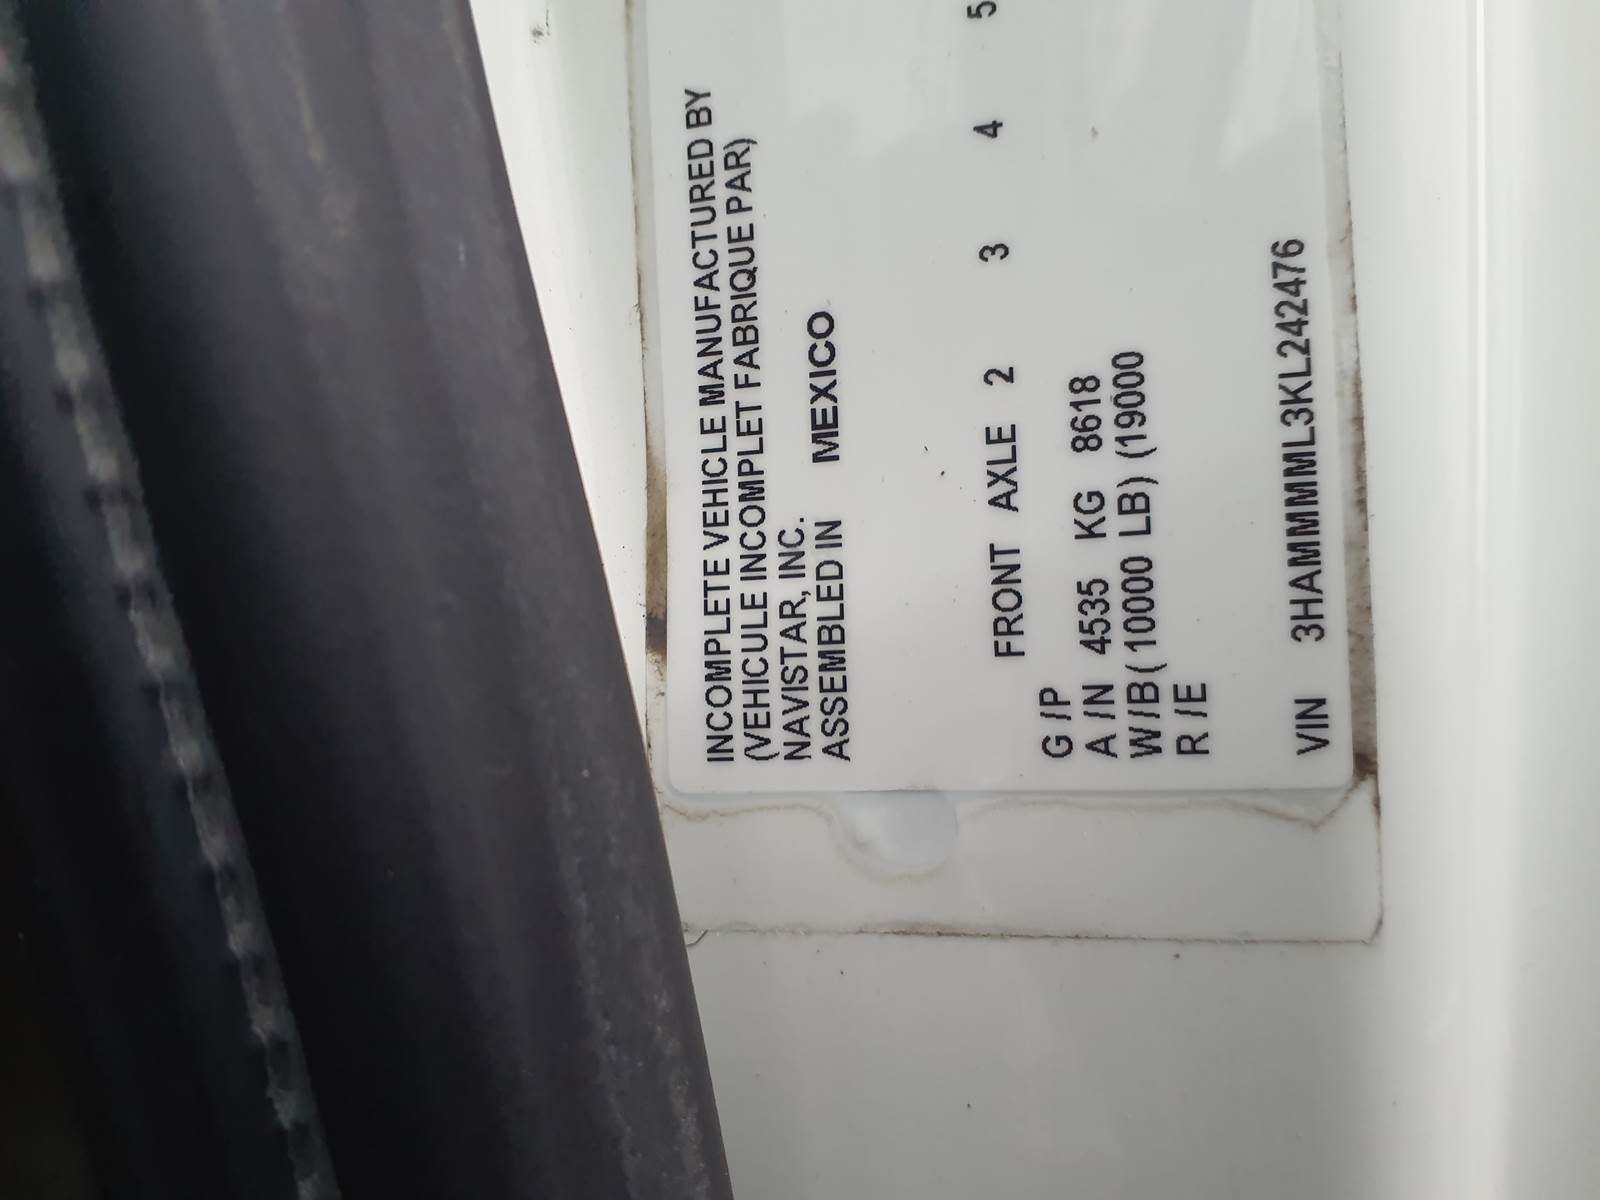 INCOMPLETE VEHICLE MANUFACTURED BY
(VEHICULE INCOMPLET FABRIQUE PAR)
NAVISTAR, INC.
ASSEMBLED IN MEXICO
FRONT AXLE 2 3 4 5
G /P
A /N 4535 KG 8618
W/B(10000 LB) (19000
R /E
VIN 3HAMMMML3KL242476